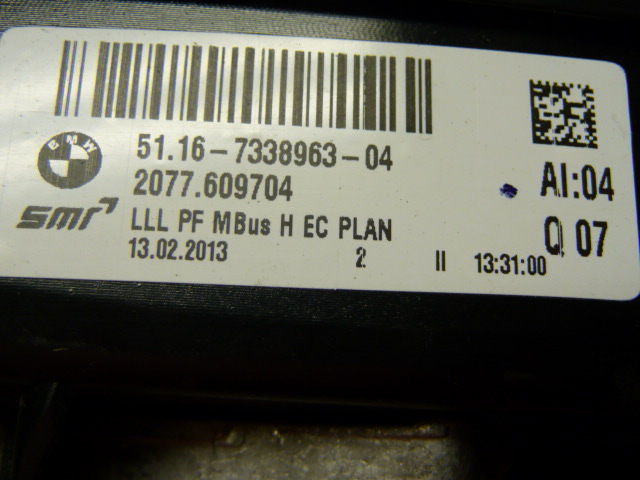 51.16-7338963-04
BMW
2077.609704
AI:04
smr
LLL PF MBus H EC PLAN
Q 07
13.02.2013 2 II 13:31:00